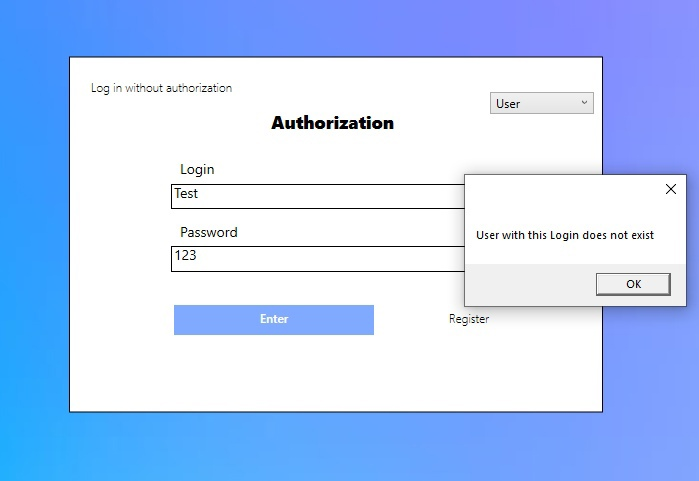 Log in without authorization
User
Authorization
Login
Test
Password
123
User with this Login does not exist
OK
Enter
Register